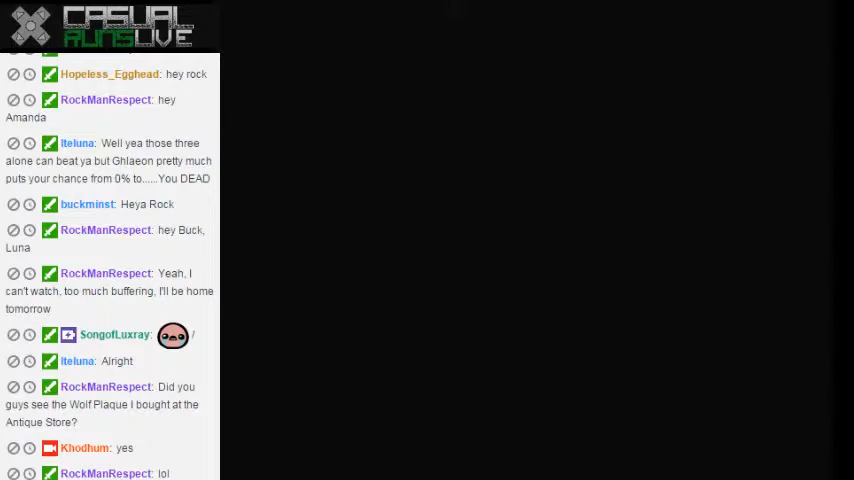 CASUAL
RUNSLIVE
Hopeless_Egghead: hey rock
RockManRespect: hey
Amanda
Iteluna: Well yea those three
alone can beat ya but Ghlaeon pretty much
puts your chance from 0% to......You DEAD
buckminst: Heya Rock
RockManRespect: hey Buck,
Luna
RockManRespect: Yeah, I
can't watch, too much buffering, I'll be home
tomorrow
SongofLuxray: /
Iteluna: Alright
RockManRespect: Did you
guys see the Wolf Plaque I bought at the
Antique Store?
Khodhum: yes
RockManRespect: lol